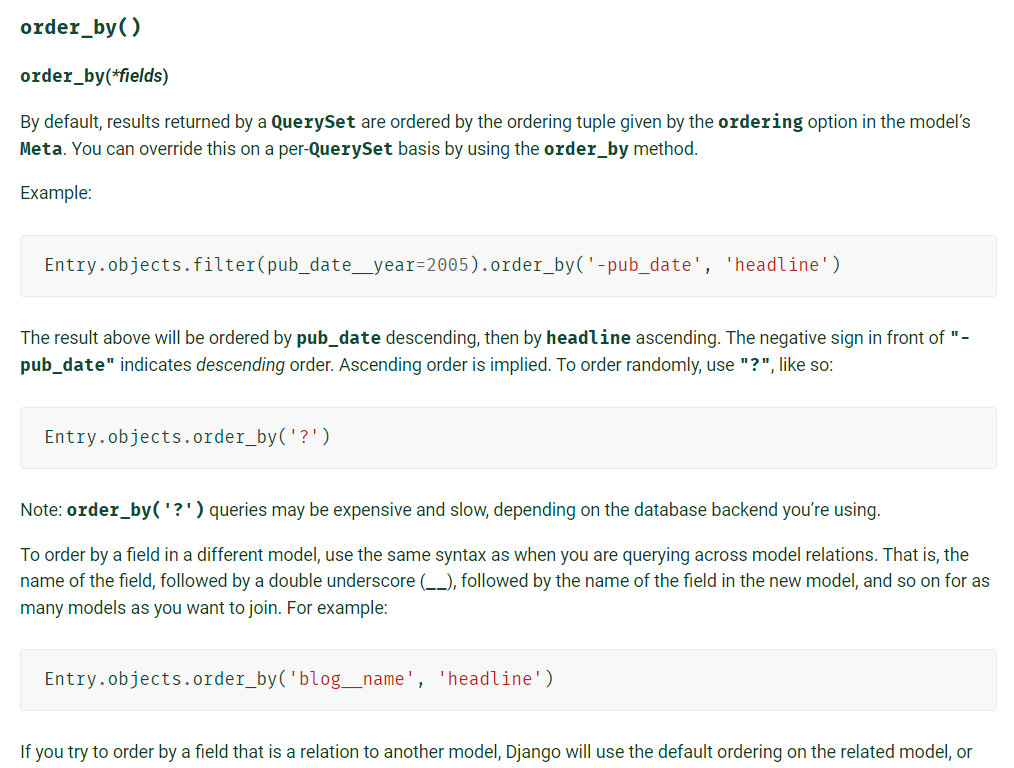 order_by()
order_by(*fields)
By default, results returned by a QuerySet are ordered by the ordering tuple given by the ordering option in the model’s
Meta. You can override this on a per-QuerySet basis by using the order_by method.
Example:
Entry.objects.filter(pub_date__year=2005).order_by('-pub_date', 'headline')
The result above will be ordered by pub_date descending, then by headline ascending. The negative sign in front of "-
pub_date" indicates descending order. Ascending order is implied. To order randomly, use "?", like so:
Entry.objects.order_by('?')
Note: order_by('?') queries may be expensive and slow, depending on the database backend you’re using.
To order by a field in a different model, use the same syntax as when you are querying across model relations. That is, the
name of the field, followed by a double underscore (__), followed by the name of the field in the new model, and so on for as
many models as you want to join. For example:
Entry.objects.order_by('blog__name', 'headline')
If you try to order by a field that is a relation to another model, Django will use the default ordering on the related model, or